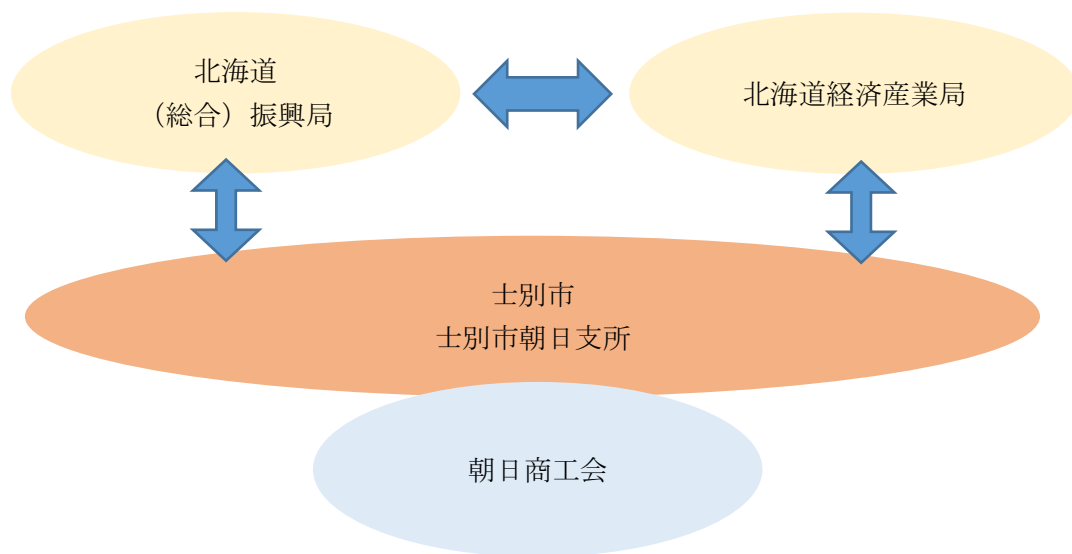 北海道
（総合）振興局
北海道経済産業局
士別市
士別市朝日支所
朝日商工会